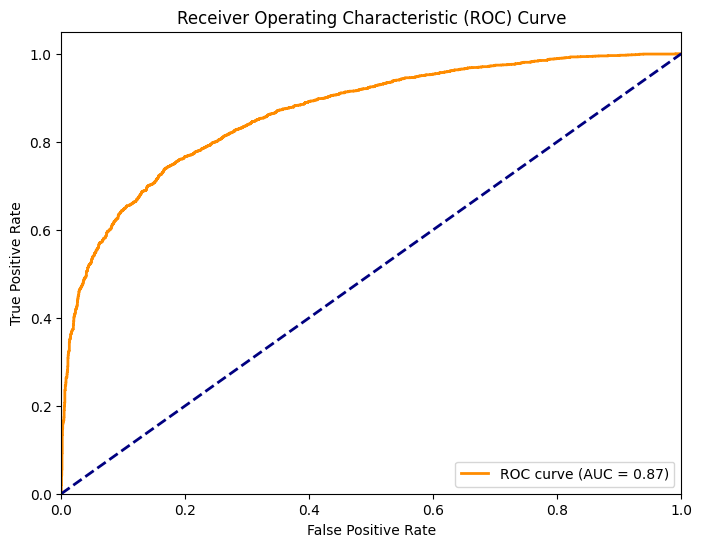 Receiver Operating Characteristic (ROC) Curve
True Positive Rate
1.0
0.8
0.6
0.4
0.2
0.0
0.0 0.2 0.4 0.6 0.8 1.0
False Positive Rate
ROC curve (AUC = 0.87)